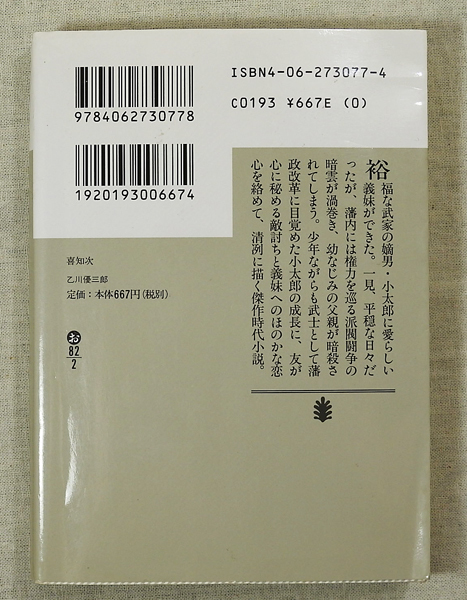 ISBN4-06-273077-4
C0193 ¥667E (0)
9784062730778
1920193006674
裕福な武家の嫡男・小太郎に愛らしい
義妹ができた。一見、平穏な日々だ
ったが、藩内には権力を巡る派閥闘争の
暗雲が渦巻き、幼なじみの父親が暗殺さ
れてしまう。少年ながらも武士として藩
政改革に目覚めた小太郎の成長に、友が
心に秘める敵討ちと義妹へのほのかな恋
心を絡めて、清冽に描く傑作時代小説。
喜知次
乙川優三郎
定価：本体667円(税別)
お
82
2